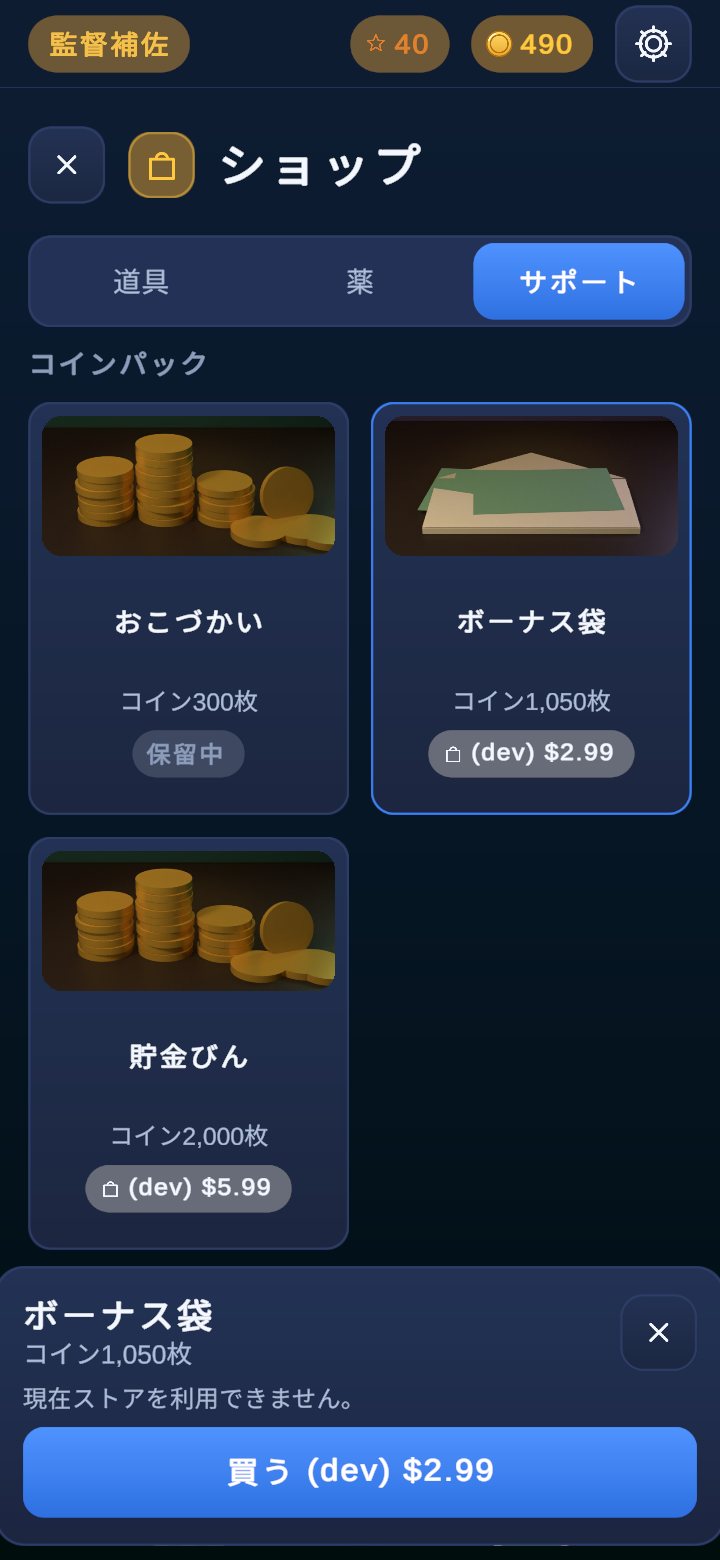 監督補佐
40
490
ショップ
道具
薬
サポート
コインパック
おこづかい
コイン300枚
保留中
ボーナス袋
コイン1,050枚
(dev) $2.99
貯金びん
コイン2,000枚
(dev) $5.99
ボーナス袋
コイン1,050枚
現在ストアを利用できません。
買う (dev) $2.99